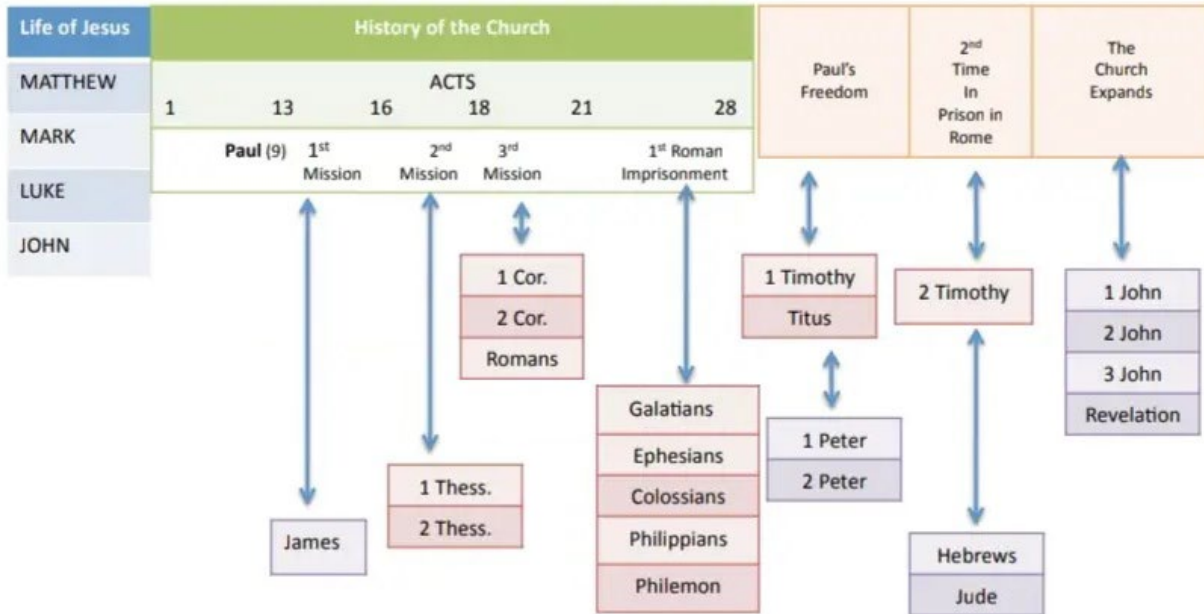 Life of Jesus
MATTHEW
MARK
LUKE
JOHN
History of the Church
ACTS
1 13 16 18 21 28
Paul (9)
1st
Mission
2nd
Mission
3rd
Mission
1st Roman
Imprisonment
Paul's
Freedom
2nd
Time
In
Prison in
Rome
The
Church
Expands
James
1 Thess.
2 Thess.
1 Cor.
2 Cor.
Romans
Galatians
Ephesians
Colossians
Philippians
Philemon
1 Timothy
Titus
1 Peter
2 Peter
2 Timothy
Hebrews
Jude
1 John
2 John
3 John
Revelation